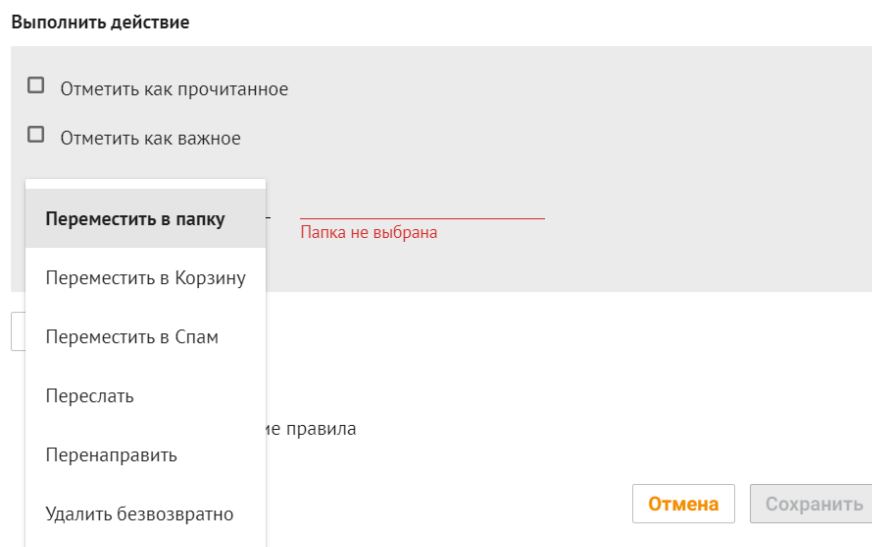 Выполнить действие
Отметить как прочитанное
Отметить как важное
Переместить в папку
Папка не выбрана
Переместить в Корзину
Переместить в Спам
Переслать
правила
Перенаправить
Отмена
Сохранить
Удалить безвозвратно